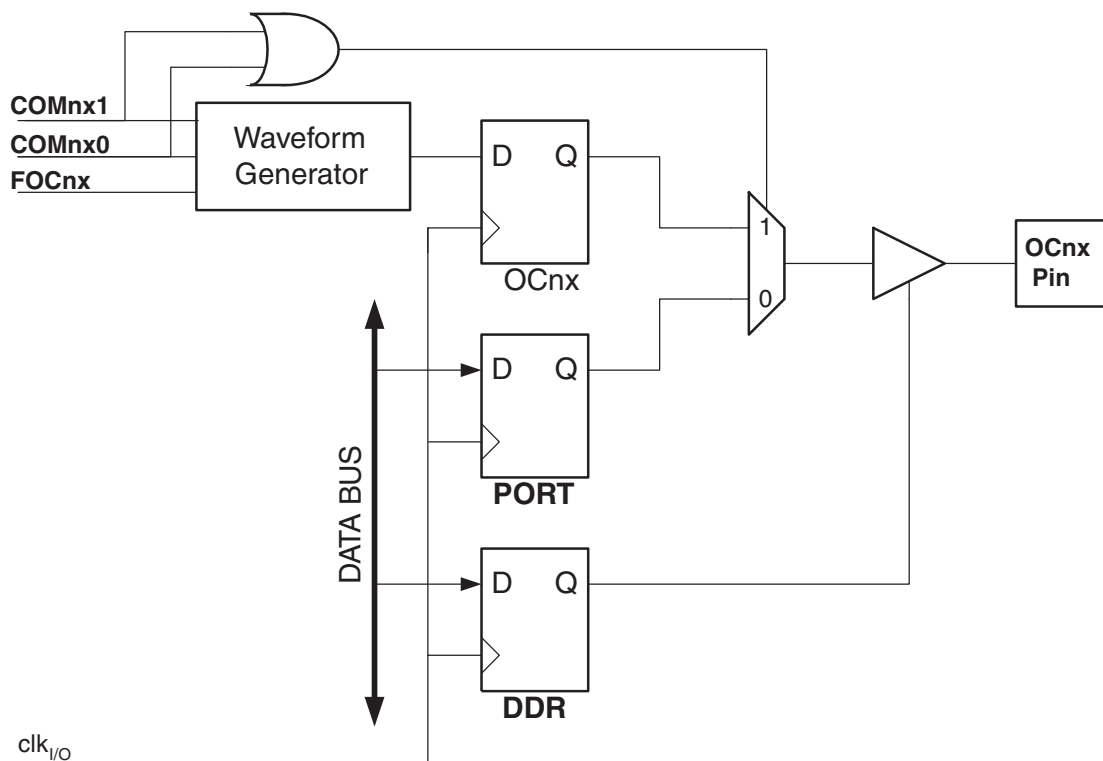 COMnx1
COMnx0
FOCnx
Waveform
Generator
D Q
OCnx
1
0
OCnx
Pin
D Q
PORT
DATA BUS
D Q
DDR
clkI/O